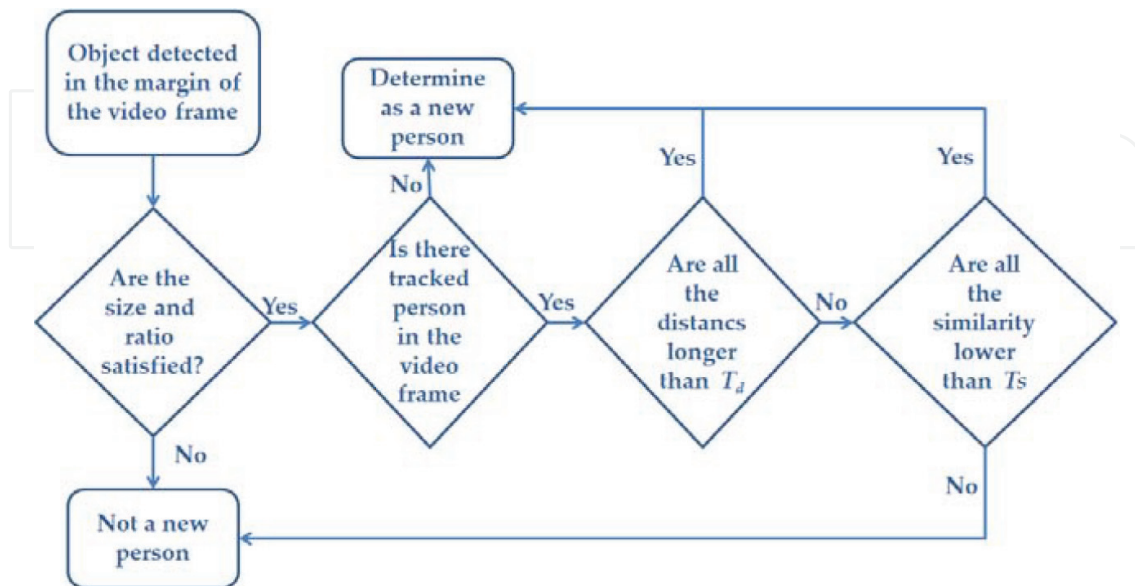 Object detected
in the margin of
the video frame
Determine
as a new
person
Yes
Yes
No
Are the
size and
ratio
satisfied?
Yes
Is there
tracked
person
in the
video
frame
Yes
Are all
the
distancs
longer
than Td
No
Are all
the
similarity
lower
than Ts
No
No
Not a new
person